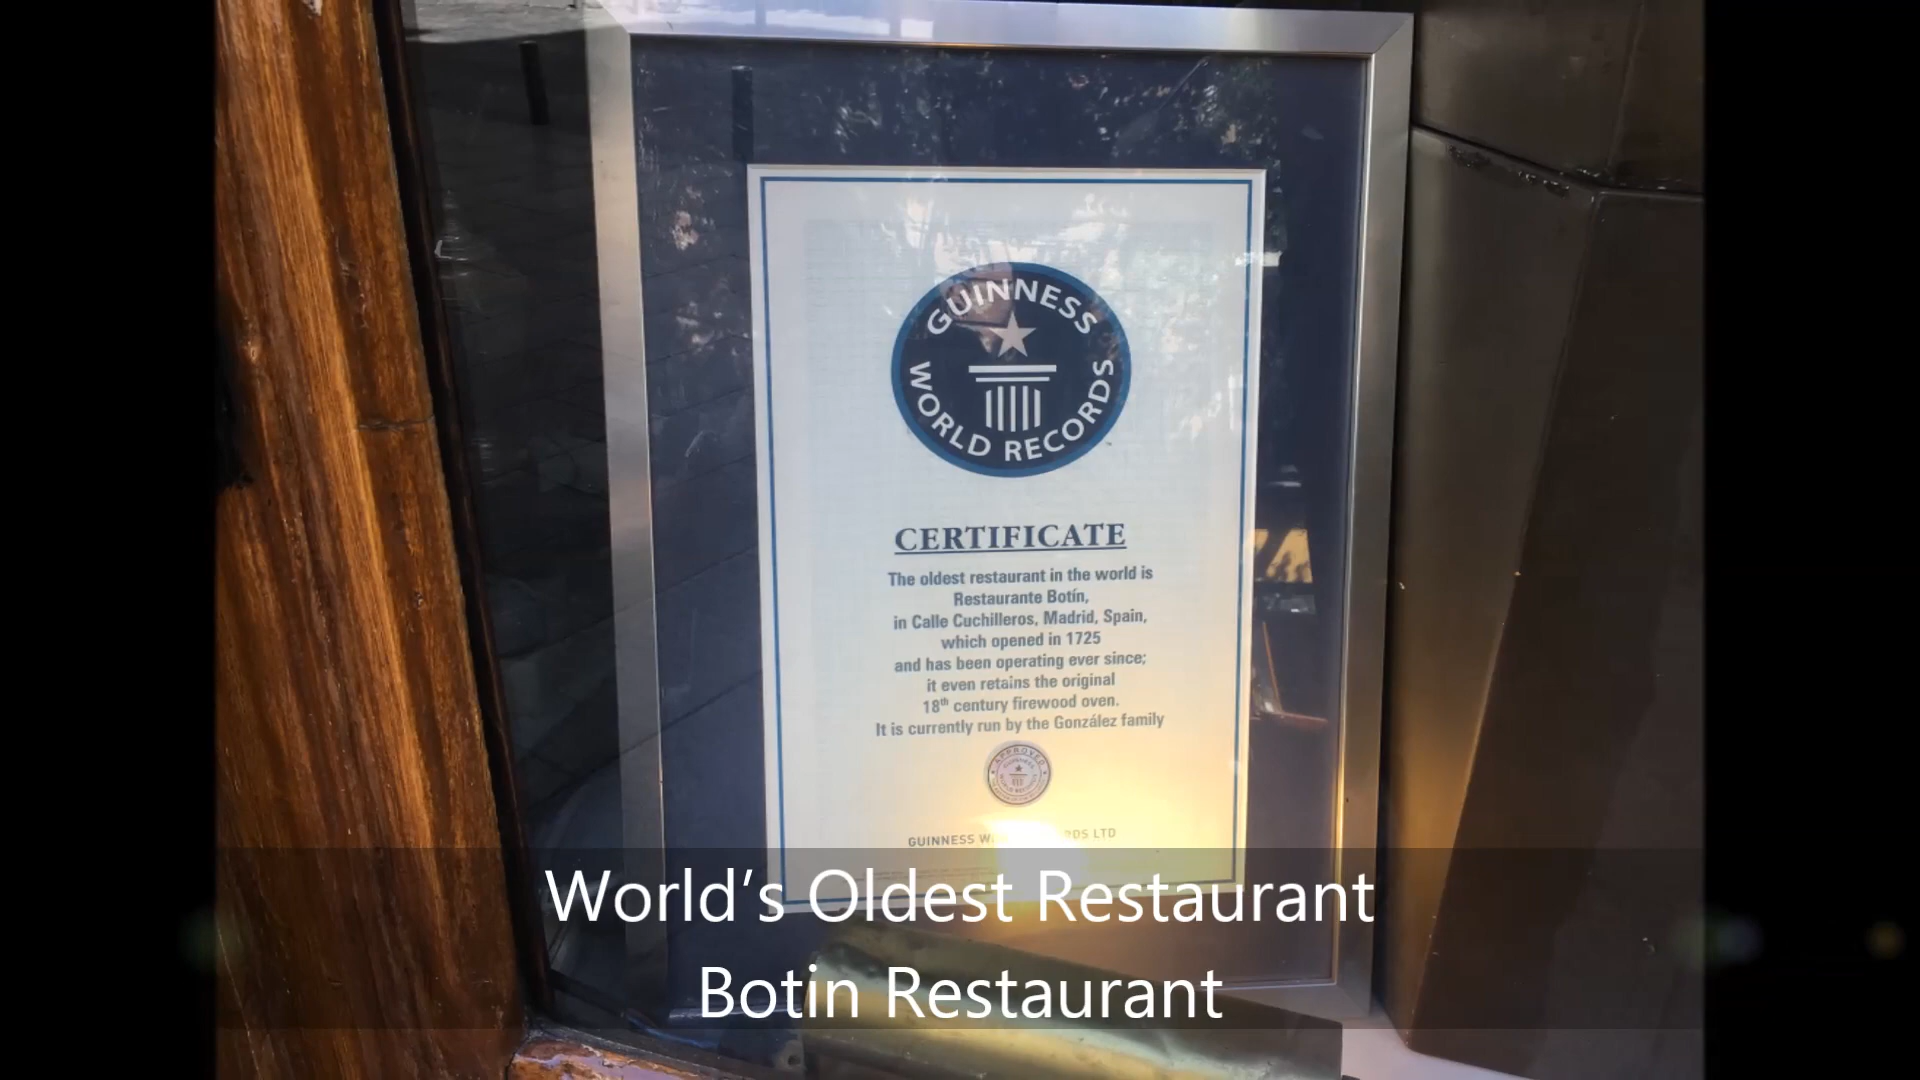 GUINNESS
WORLD RECORDS
CERTIFICATE
The oldest restaurant in the world is
Restaurante Botín,
in Calle Cuchilleros, Madrid, Spain,
which opened in 1725
and has been operating ever since;
it even retains the original
18th century firewood oven.
It is currently run by the González family
APPROVED
GUINNESS LTD
World's Oldest Restaurant
Botin Restaurant